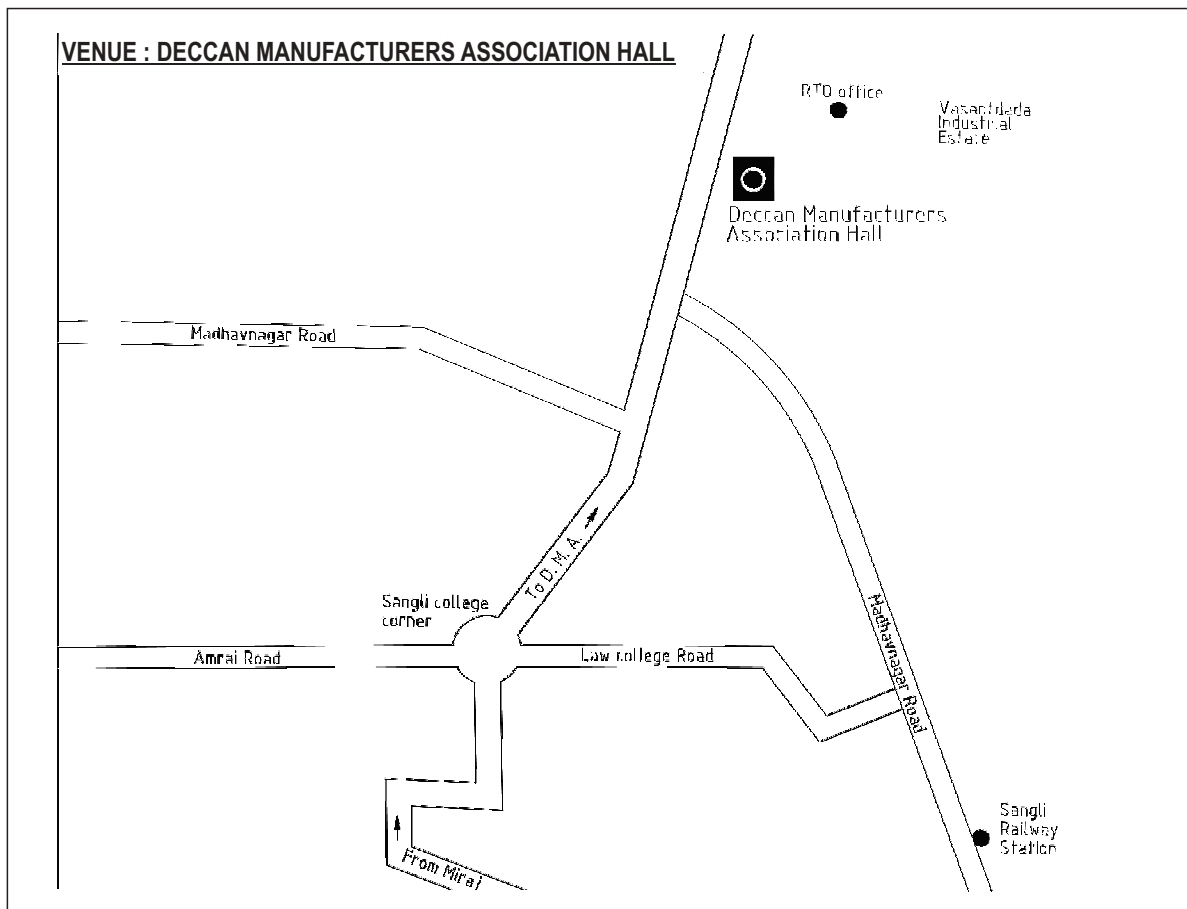 VENUE : DECCAN MANUFACTURERS ASSOCIATION HALL
RTO office
Vasantdada
Industrial
Estate
Deccan Manufacturers
Association Hall
Madhavnagar Road
To D. M. A.
Sangli college
corner
Amrai Road
Law college Road
Madhavnagar Road
Sangli
Railway
Station
From Miraj